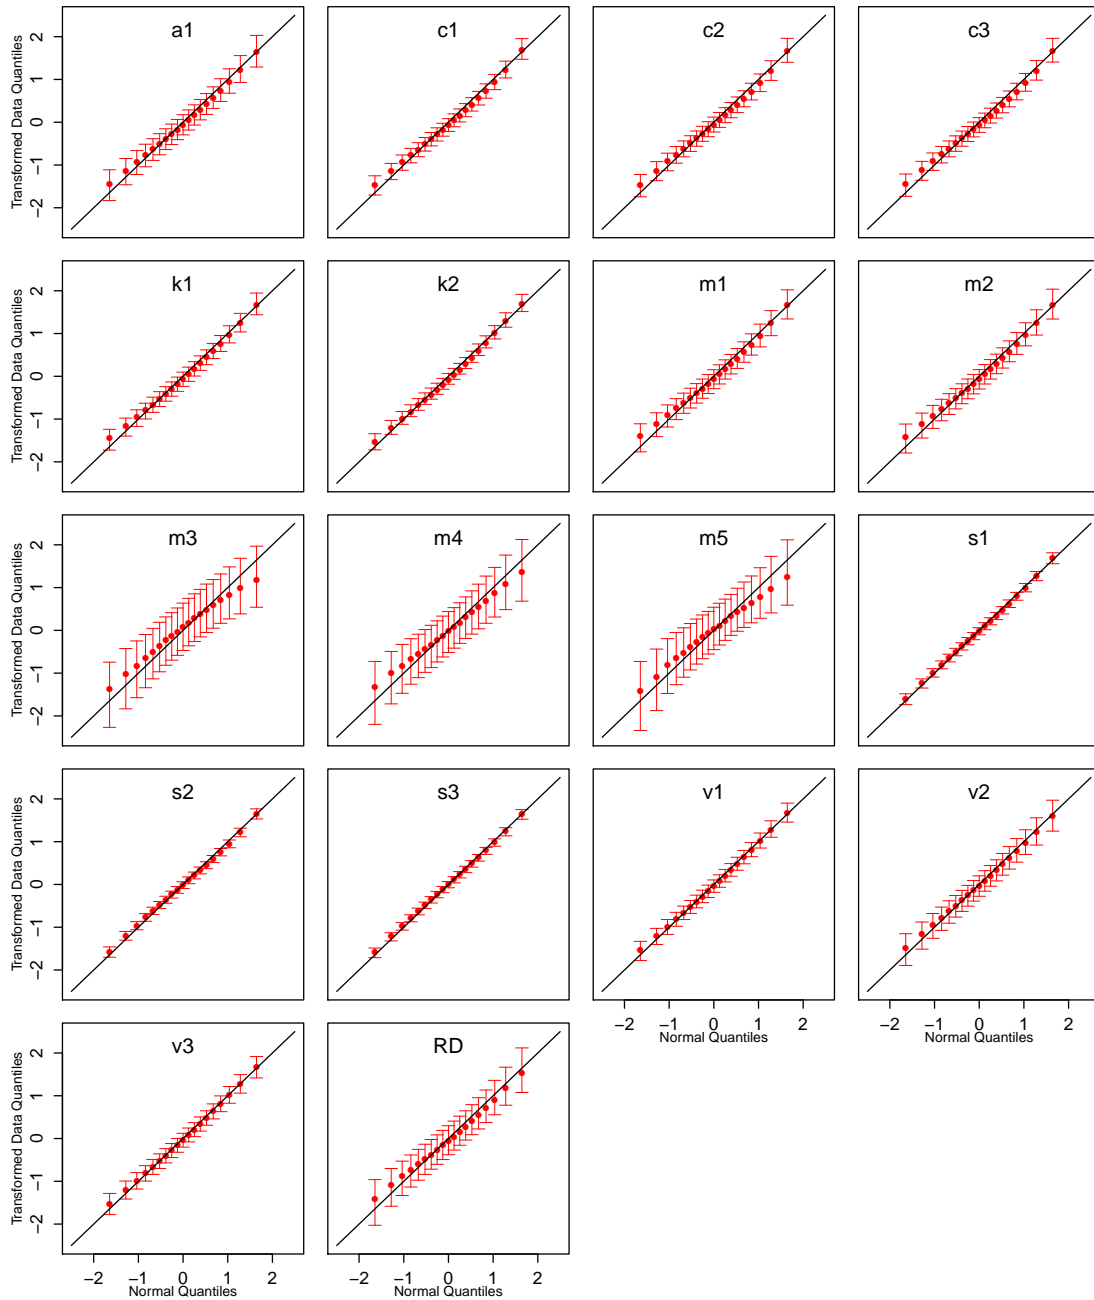 a1
c1
c2
c3
Transformed Data Quantiles
2
1
0
−1
−2
k1
k2
m1
m2
Transformed Data Quantiles
2
1
0
−1
−2
m3
m4
m5
s1
Transformed Data Quantiles
2
1
0
−1
−2
s2
s3
v1
v2
Transformed Data Quantiles
2
1
0
−1
−2
−2 −1 0 1 2
Normal Quantiles
−2 −1 0 1 2
Normal Quantiles
v3
RD
Transformed Data Quantiles
2
1
0
−1
−2
−2 −1 0 1 2
Normal Quantiles
−2 −1 0 1 2
Normal Quantiles